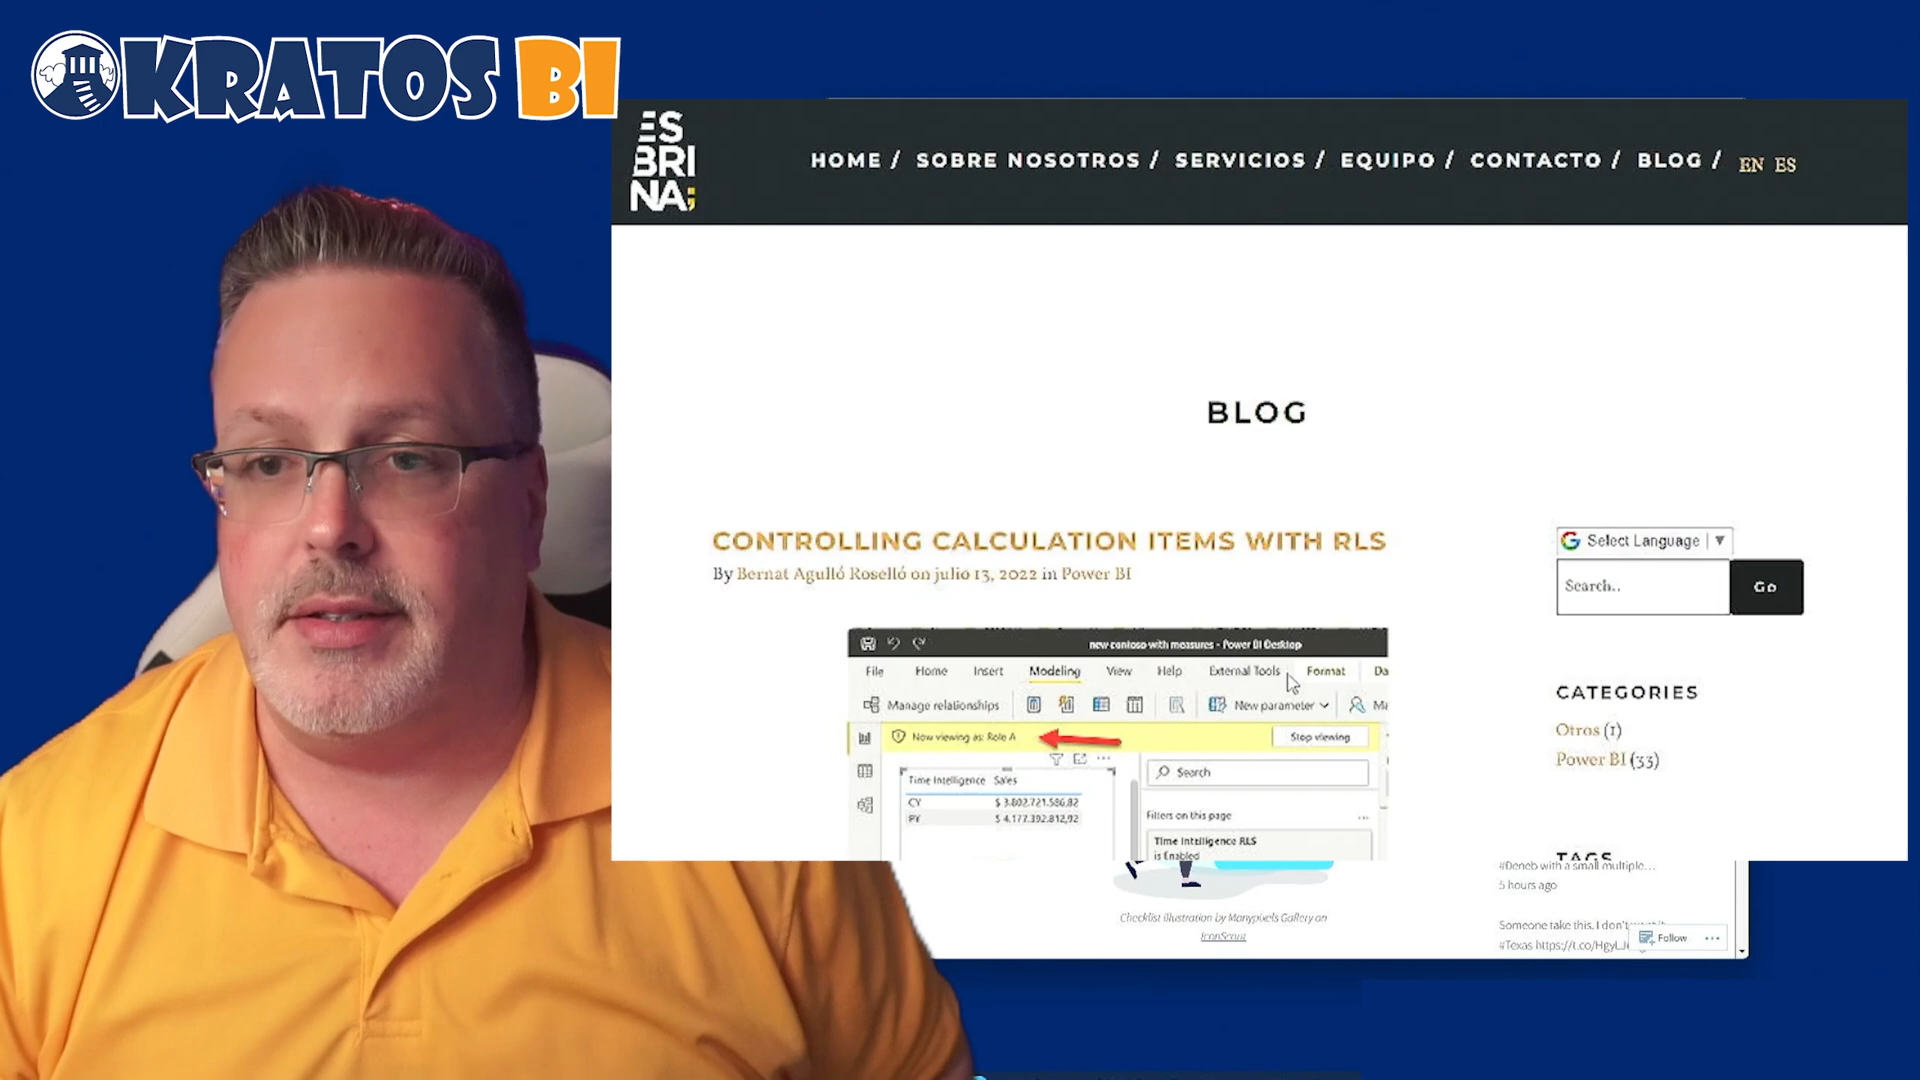 KRATOS BI
ES
BRI
NA;
HOME / SOBRE NOSOTROS / SERVICIOS / EQUIPO / CONTACTO / BLOG / EN ES
BLOG
CONTROLLING CALCULATION ITEMS WITH RLS
By Bernat Agulló Roselló on julio 13, 2022 in Power BI
Select Language
Search..
Go
CATEGORIES
Otros (1)
Power BI (33)
TAGS
new contoso with measures - Power BI Desktop
File Home Insert Modeling View Help External Tools Format Da
Manage relationships New parameter Ma
Now viewing as: Role A Stop viewing
Time Intelligence Sales
CY $ 3.802.721.586,82
PY $ 4.177.392.812,92
Search
Filters on this page
Time Intelligence RLS
is Enabled
Checklist illustration by Manypixels Gallery on
IconScout
#Deneb with a small multiple...
5 hours ago
Someone take this. I don't
#Texas
Follow